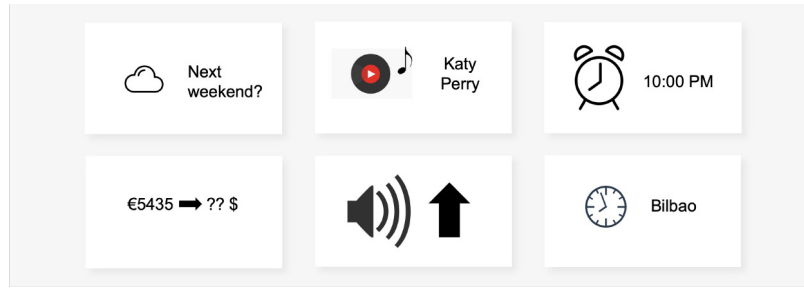 Next
weekend?
Katy
Perry
10:00 PM
€5435 ➡ ?? $
Bilbao